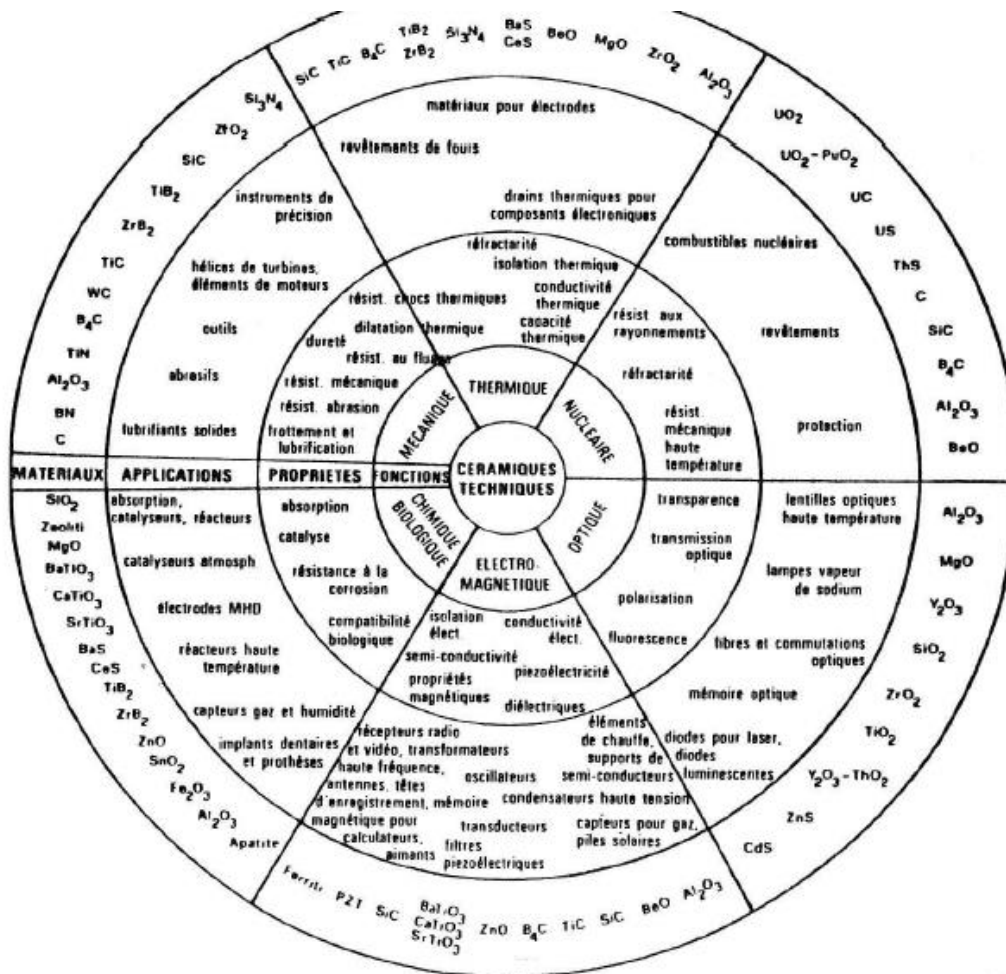 CERAMIQUES
TECHNIQUES
MATERIAUX
APPLICATIONS
PROPRIETES
FONCTIONS
THERMIQUE
matériaux pour électrodes
revêtements de fours
drains thermiques pour
composants électroniques
réfractarité
isolation thermique
résist. chocs thermiques
conductivité
thermique
dilatation thermique
capacité
thermique
SiC
TiC
B4C
TiB2
ZrB2
Si3N4
BaS
CeS
BeO
MgO
ZrO2
Al2O3
NUCLEAIRE
résist aux
rayonnements
réfractarité
résist.
mécanique
haute
température
combustibles nucléaires
revêtements
protection
UO2
UO2-PuO2
UC
US
ThS
C
SiC
B4C
Al2O3
BeO
OPTIQUE
transparence
transmission
optique
polarisation
fluorescence
lentilles optiques
haute température
lampes vapeur
de sodium
fibres et commutations
optiques
mémoire optique
diodes pour laser,
diodes
luminescentes
Al2O3
MgO
Y2O3
SiO2
ZrO2
TiO2
Y2O3-ThO2
ZnS
CdS
ELECTRO-
MAGNETIQUE
isolation
élect.
conductivité
élect.
semi-conductivité
piezoélectricité
propriétés
magnétiques
diélectriques
récepteurs radio
et vidéo, transformateurs
haute fréquence,
antennes, têtes
d'enregistrement, mémoire
magnétique pour
calculateurs,
aimants
oscillateurs
éléments
de chauffe,
supports de
semi-conducteurs
condensateurs haute tension
transducteurs
filtres
piezoélectriques
capteurs pour gaz,
piles solaires
PZT
SiC
BaTiO3
CaTiO3
SrTiO3
ZnO
B4C
TiC
SiC
BeO
Al2O3
CHIMIQUE
BIOLOGIQUE
absorption
catalyse
résistance à la
corrosion
compatibilité
biologique
absorption,
catalyseurs, réacteurs
catalyseurs atmosph
électrodes MHD
réacteurs haute
température
capteurs gaz et humidité
implants dentaires
et prothèses
SiO2
MgO
BaTiO3
CaTiO3
SrTiO3
BaS
CeS
TiB2
ZrB2
ZnO
SnO2
Fe2O3
Al2O3
Apatite
MECANIQUE
dureté
résist. au fluage
résist. mécanique
résist. abrasion
frottement et
lubrification
instruments de
précision
hélices de turbines,
éléments de moteurs
outils
abrasifs
lubrifiants solides
Si3N4
ZrO2
SiC
TiB2
ZrB2
TiC
WC
B4C
TiN
Al2O3
BN
C